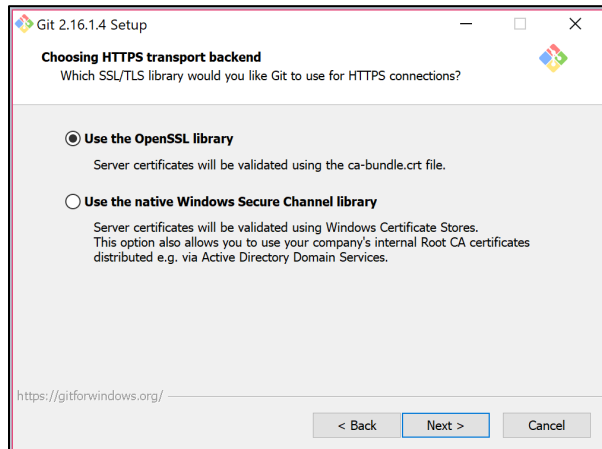 Git 2.16.1.4 Setup
Choosing HTTPS transport backend
Which SSL/TLS library would you like Git to use for HTTPS connections?
Use the OpenSSL library
Server certificates will be validated using the ca-bundle.crt file.
Use the native Windows Secure Channel library
Server certificates will be validated using Windows Certificate Stores.
This option also allows you to use your company's internal Root CA certificates
distributed e.g. via Active Directory Domain Services.
https://gitforwindows.org/
< Back Next > Cancel